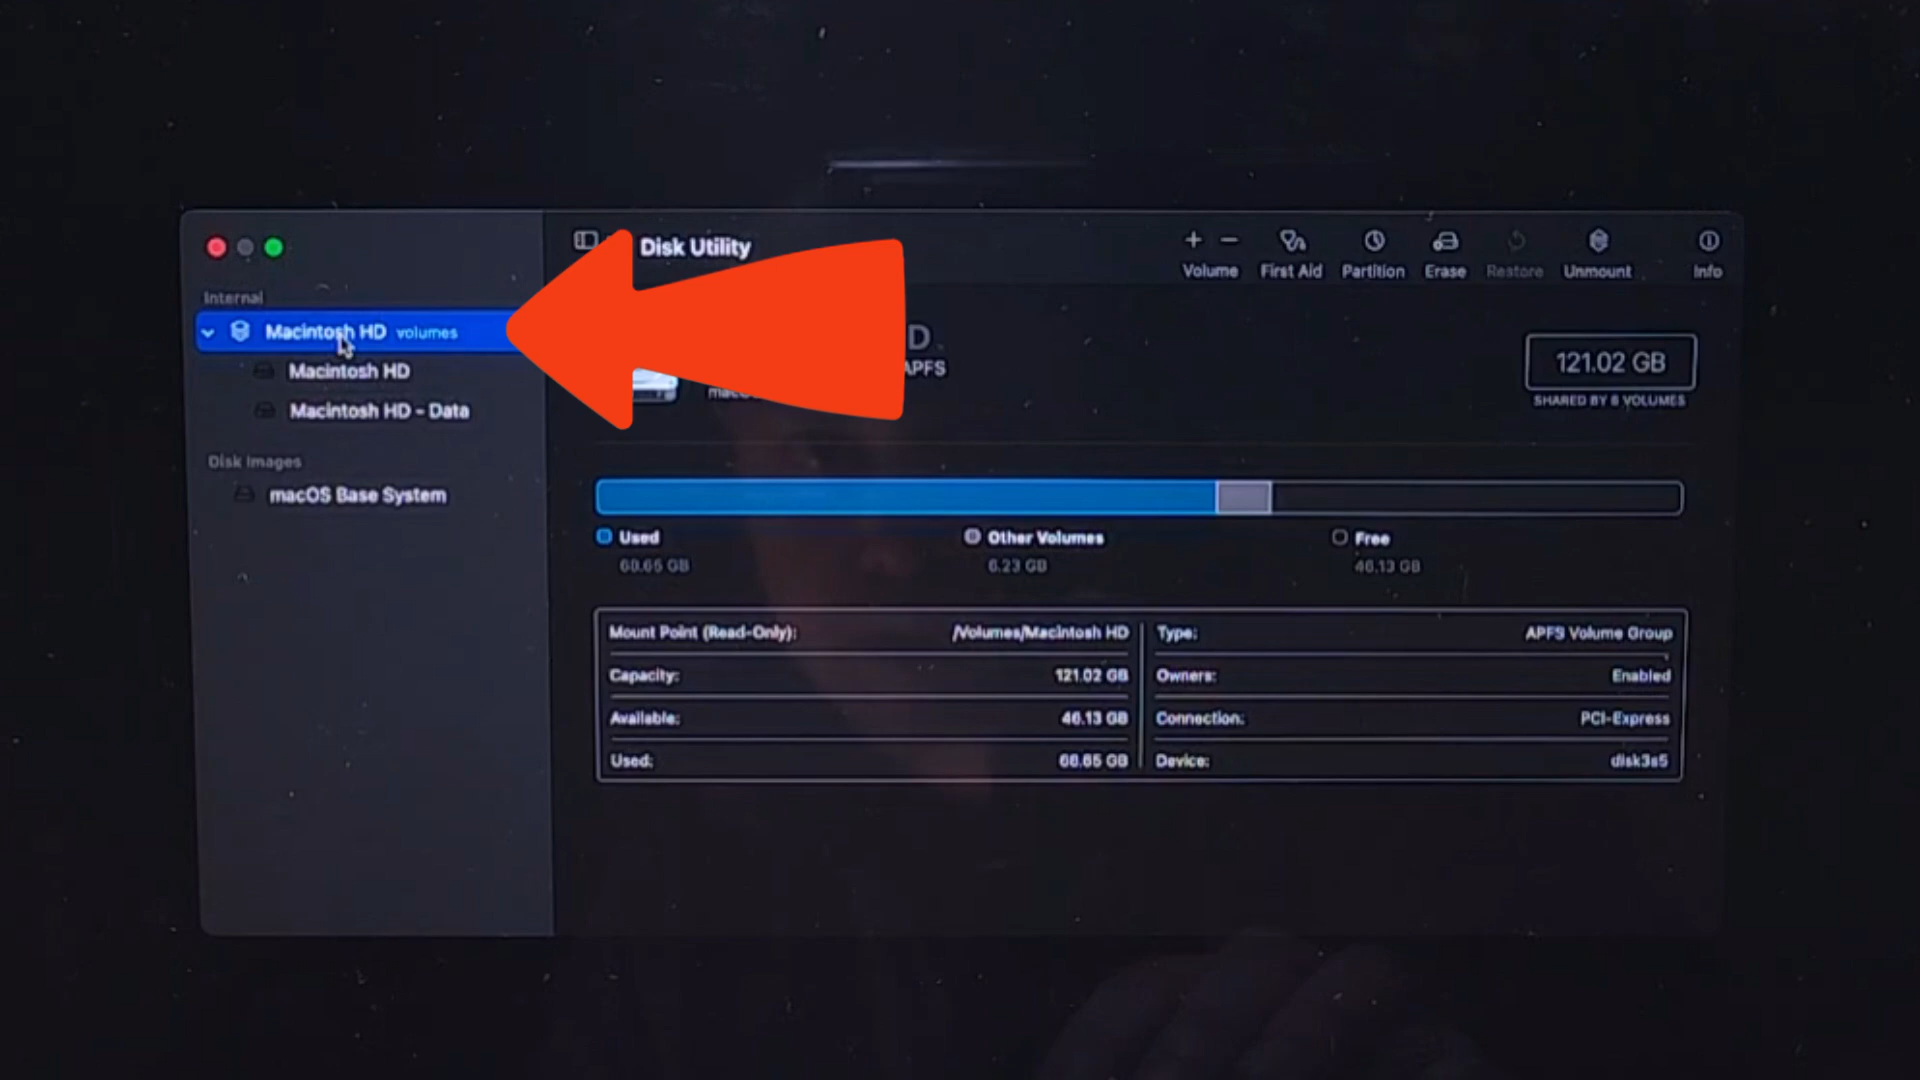 Disk Utility
Volume
First Aid
Partition
Erase
Restore
Unmount
Info
Internal
Macintosh HD volumes
Macintosh HD
Macintosh HD - Data
Disk Images
macOS Base System
D
APFS
121.02 GB
SHARED BY 6 VOLUMES
Used
68.65 GB
Other Volumes
6.23 GB
Free
46.13 GB
Mount Point (Read-Only): /Volumes/Macintosh HD
Type: APFS Volume Group
Capacity: 121.02 GB
Owners: Enabled
Available: 46.13 GB
Connection: PCI-Express
Used: 68.65 GB
Device: disk3s5